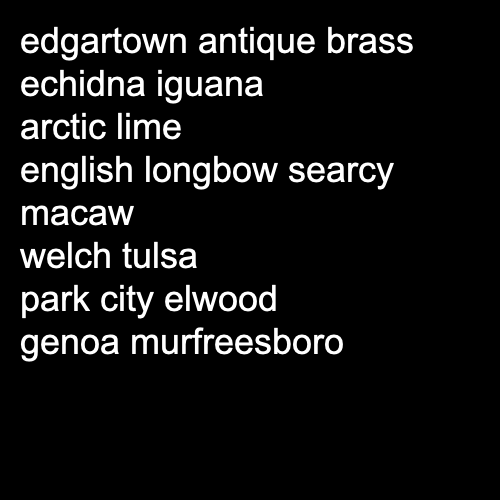 edgartown antique brass
echidna iguana
arctic lime
english longbow searcy
macaw
welch tulsa
park city elwood
genoa murfreesboro